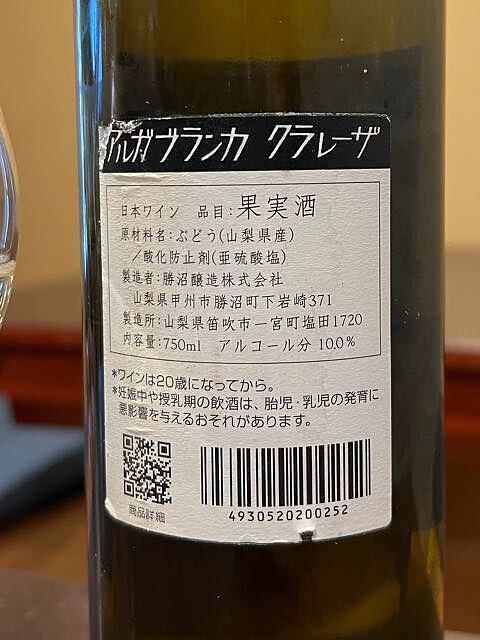 アルガブランカ クラレーザ
日本ワイン 品目:果実酒
原材料名:ぶどう(山梨県産)
/酸化防止剤(亜硫酸塩)
製造者:勝沼醸造株式会社
山梨県甲州市勝沼町下岩崎371
製造所:山梨県笛吹市一宮町塩田1720
内容量:750ml アルコール分 10.0%
*ワインは20歳になってから。
*妊娠中や授乳期の飲酒は、胎児・乳児の発育に
悪影響を与えるおそれがあります。
商品詳細
4930520200252